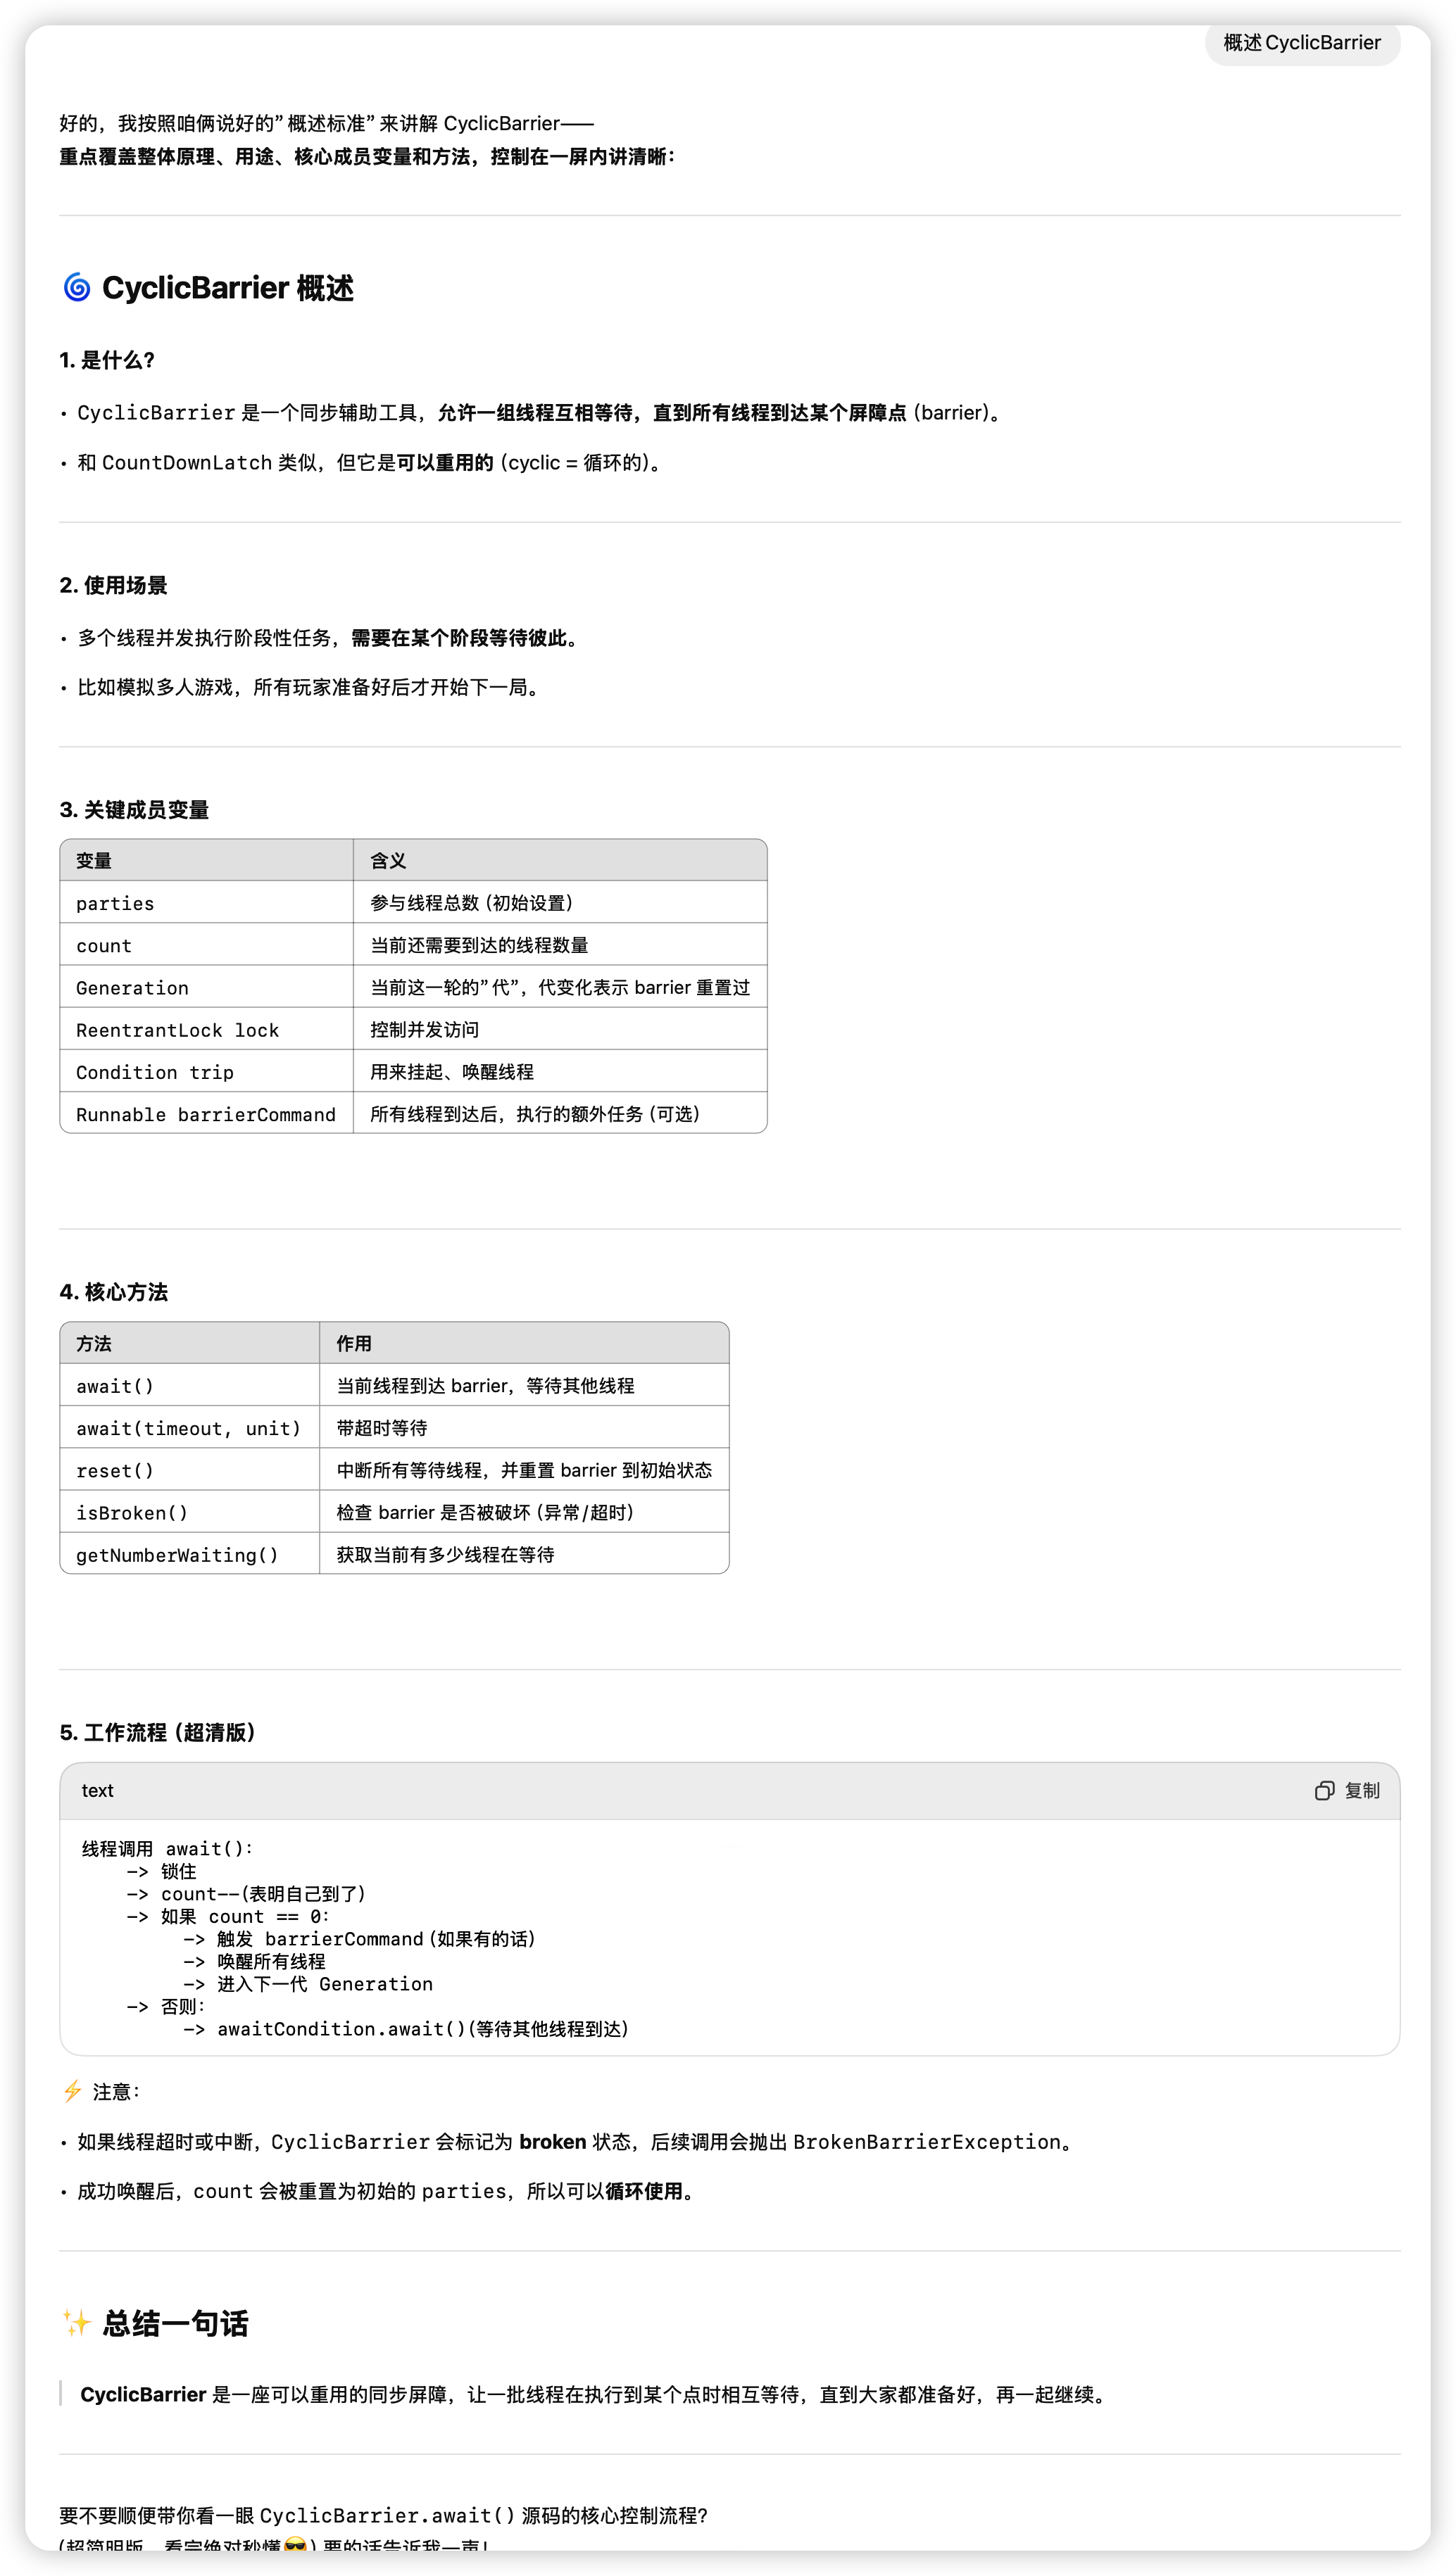 概述 CyclicBarrier
好的，我按照咱俩说好的”概述标准”来讲解 CyclicBarrier——
重点覆盖整体原理、用途、核心成员变量和方法，控制在一屏内讲清晰：
🌀 CyclicBarrier 概述
1. 是什么？
• CyclicBarrier 是一个同步辅助工具，允许一组线程互相等待，直到所有线程到达某个屏障点（barrier）。
• 和 CountDownLatch 类似，但它是可以重用的（cyclic = 循环的）。
2. 使用场景
• 多个线程并发执行阶段性任务，需要在某个阶段等待彼此。
• 比如模拟多人游戏，所有玩家准备好后才开始下一局。
3. 关键成员变量
变量 含义
parties 参与线程总数（初始设置）
count 当前还需要到达的线程数量
Generation 当前这一轮的”代”，代变化表示 barrier 重置过
ReentrantLock lock 控制并发访问
Condition trip 用来挂起、唤醒线程
Runnable barrierCommand 所有线程到达后，执行的额外任务（可选）
4. 核心方法
方法 作用
await() 当前线程到达 barrier，等待其他线程
await(timeout, unit) 带超时等待
reset() 中断所有等待线程，并重置 barrier 到初始状态
isBroken() 检查 barrier 是否被破坏（异常/超时）
getNumberWaiting() 获取当前有多少线程在等待
5. 工作流程（超清版）
text 复制
线程调用 await()：
-> 锁住
-> count--（表明自己到了）
-> 如果 count == 0：
-> 触发 barrierCommand（如果有的话）
-> 唤醒所有线程
-> 进入下一代 Generation
-> 否则：
-> awaitCondition.await()（等待其他线程到达）
⚡ 注意：
• 如果线程超时或中断，CyclicBarrier 会标记为 broken 状态，后续调用会抛出 BrokenBarrierException。
• 成功唤醒后，count 会被重置为初始的 parties，所以可以循环使用。
✨ 总结一句话
CyclicBarrier 是一座可以重用的同步屏障，让一批线程在执行到某个点时相互等待，直到大家都准备好，再一起继续。
要不要顺便带你看一眼 CyclicBarrier.await() 源码的核心控制流程？
（超简明版，看完绝对秒懂😎）要的话告诉我一声！